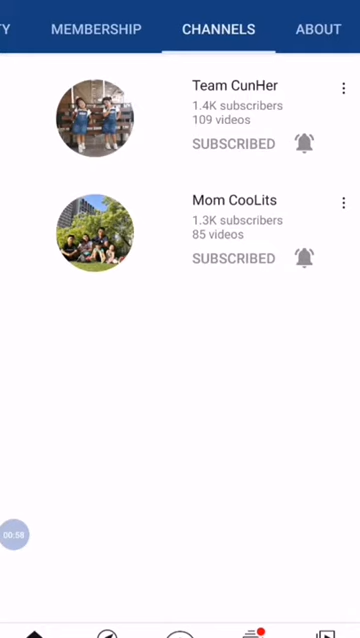 TY MEMBERSHIP CHANNELS ABOUT
Team CunHer
1.4K subscribers
109 videos
SUBSCRIBED
Mom CooLits
1.3K subscribers
85 videos
SUBSCRIBED
00:58